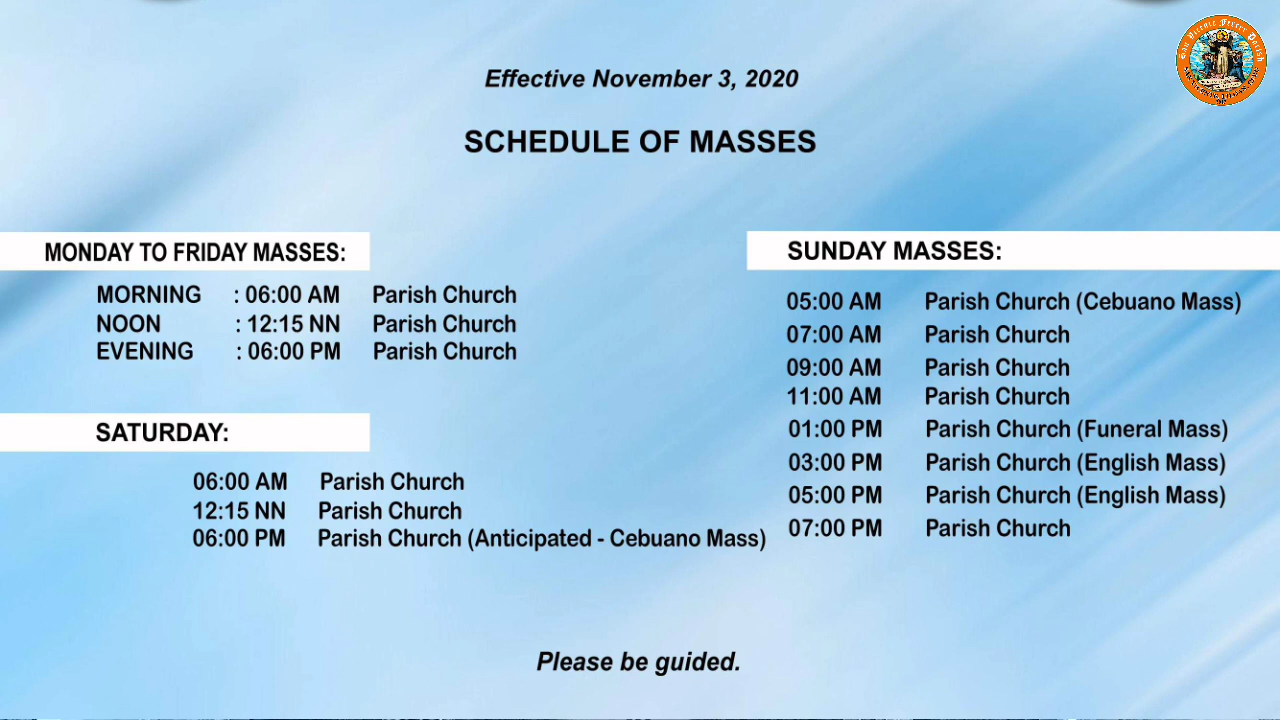 Effective November 3, 2020
SCHEDULE OF MASSES
MONDAY TO FRIDAY MASSES:
MORNING : 06:00 AM Parish Church
NOON : 12:15 NN Parish Church
EVENING : 06:00 PM Parish Church
SATURDAY:
06:00 AM Parish Church
12:15 NN Parish Church
06:00 PM Parish Church (Anticipated - Cebuano Mass)
SUNDAY MASSES:
05:00 AM Parish Church (Cebuano Mass)
07:00 AM Parish Church
09:00 AM Parish Church
11:00 AM Parish Church
01:00 PM Parish Church (Funeral Mass)
03:00 PM Parish Church (English Mass)
05:00 PM Parish Church (English Mass)
07:00 PM Parish Church
Please be guided.
San Vicente Ferrer Parish